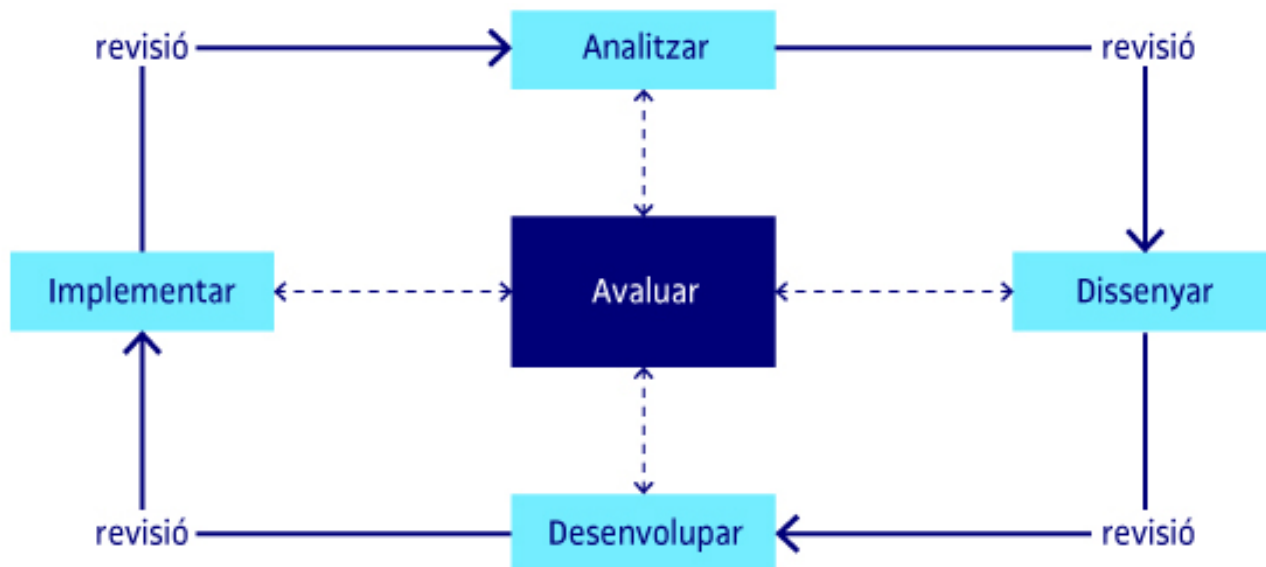 revisió
Analitzar
revisió
Implementar
Avaluar
Dissenyar
revisió
Desenvolupar
revisió